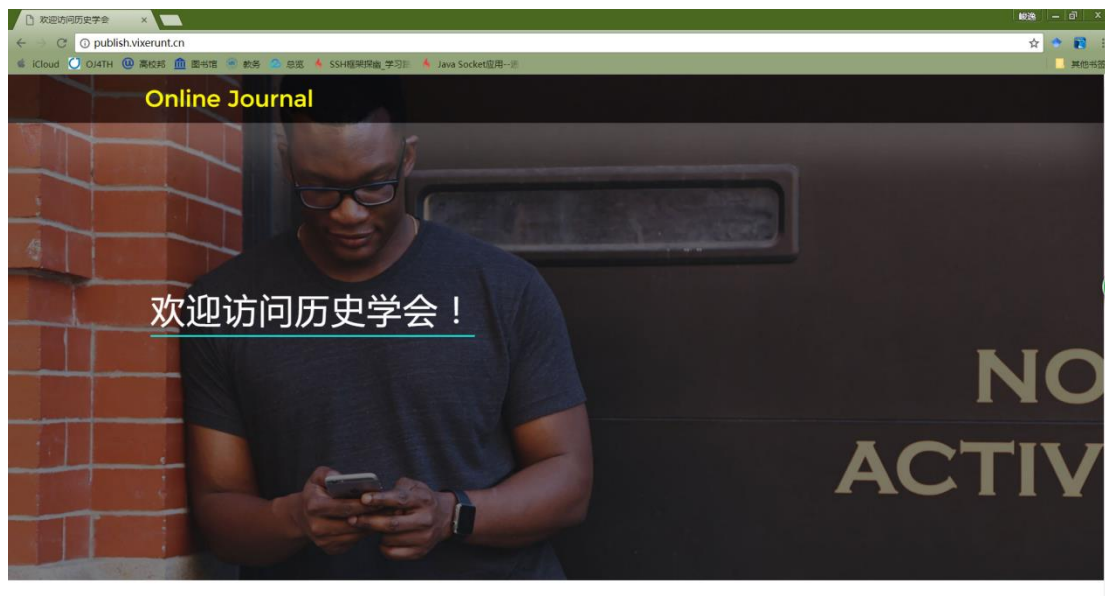 欢迎访问历史学会
峻逸
publish.vixerunt.cn
iCloud OJ4TH 高校邦 图书馆 教务 总览 SSH框架探幽_学习 Java Socket应用-- 其他书签
Online Journal
欢迎访问历史学会！
NO
ACTIV